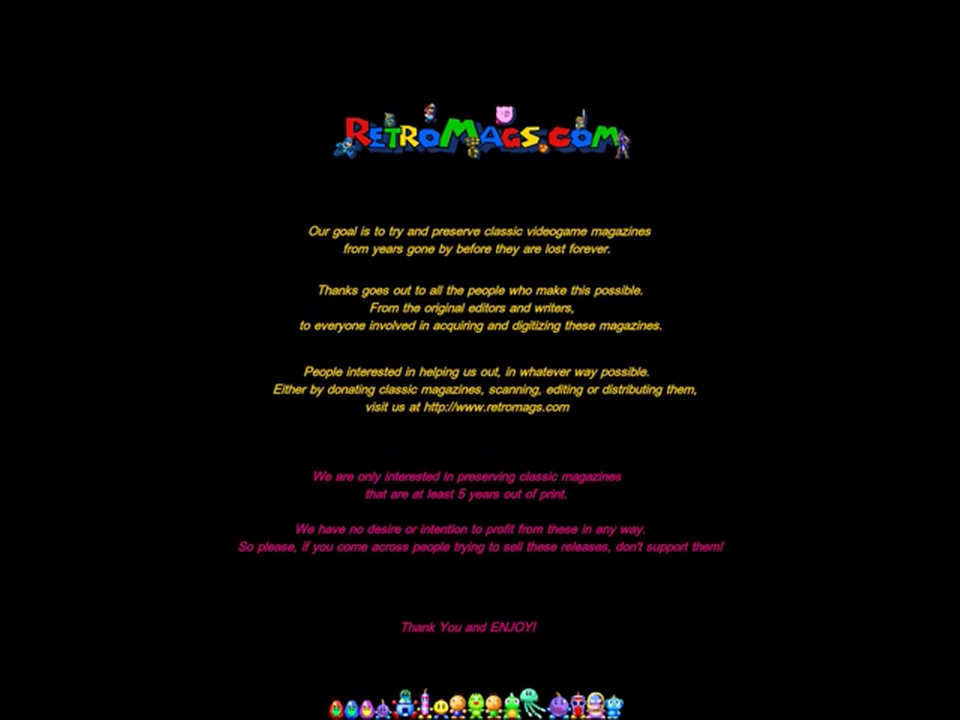 RETROMAGS.COM
Our goal is to try and preserve classic videogame magazines
from years gone by before they are lost forever.
Thanks goes out to all the people who make this possible.
From the original editors and writers,
to everyone involved in acquiring and digitizing these magazines.
People interested in helping us out, in whatever way possible.
Either by donating classic magazines, scanning, editing or distributing them,
visit us at http://www.retromags.com
We are only interested in preserving classic magazines
that are at least 5 years out of print.
We have no desire or intention to profit from these in any way.
So please, if you come across people trying to sell these releases, don't support them!
Thank You and ENJOY!